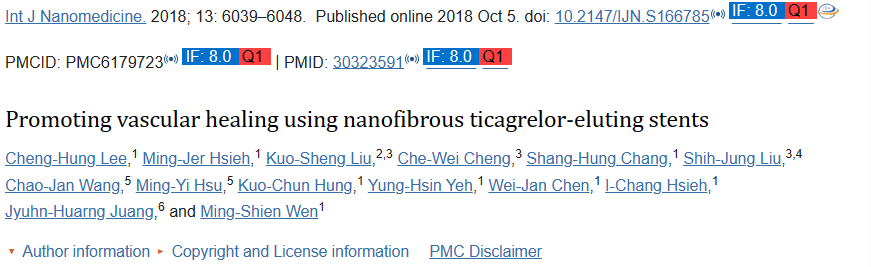 Int J Nanomedicine. 2018; 13: 6039–6048. Published online 2018 Oct 5. doi: 10.2147/IJN.S166785 IF: 8.0 Q1
PMCID: PMC6179723 IF: 8.0 Q1 | PMID: 30323591 IF: 8.0 Q1
Promoting vascular healing using nanofibrous ticagrelor-eluting stents
Cheng-Hung Lee,1 Ming-Jer Hsieh,1 Kuo-Sheng Liu,2,3 Che-Wei Cheng,3 Shang-Hung Chang,1 Shih-Jung Liu,3,4
Chao-Jan Wang,5 Ming-Yi Hsu,5 Kuo-Chun Hung,1 Yung-Hsin Yeh,1 Wei-Jan Chen,1 I-Chang Hsieh,1
Jyuhn-Huarng Juang,6 and Ming-Shien Wen1
Author information Copyright and License information PMC Disclaimer